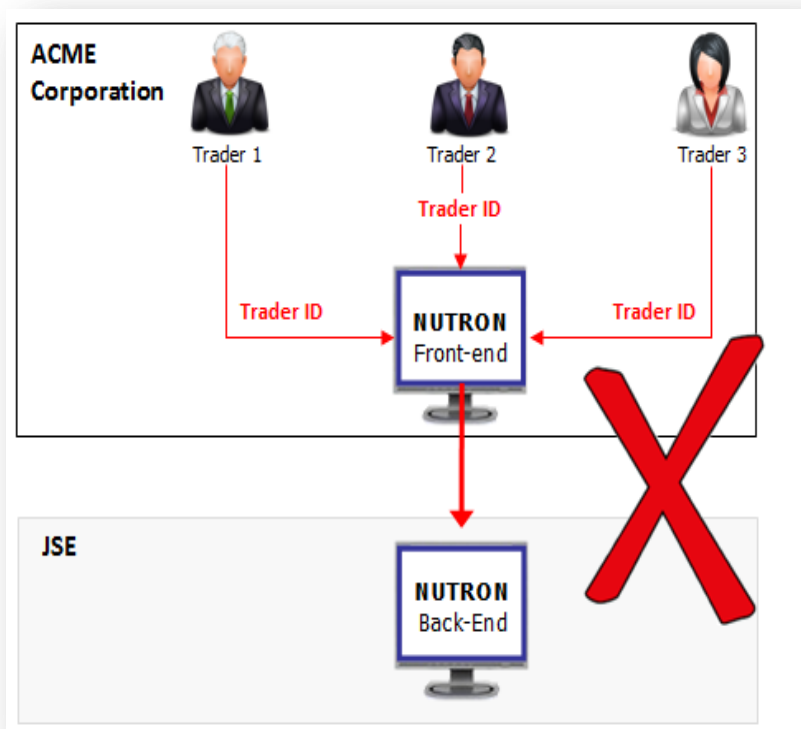 ACME
Corporation
Trader 1
Trader 2
Trader 3
Trader ID
Trader ID
Trader ID
NUTRON
Front-end
JSE
NUTRON
Back-End